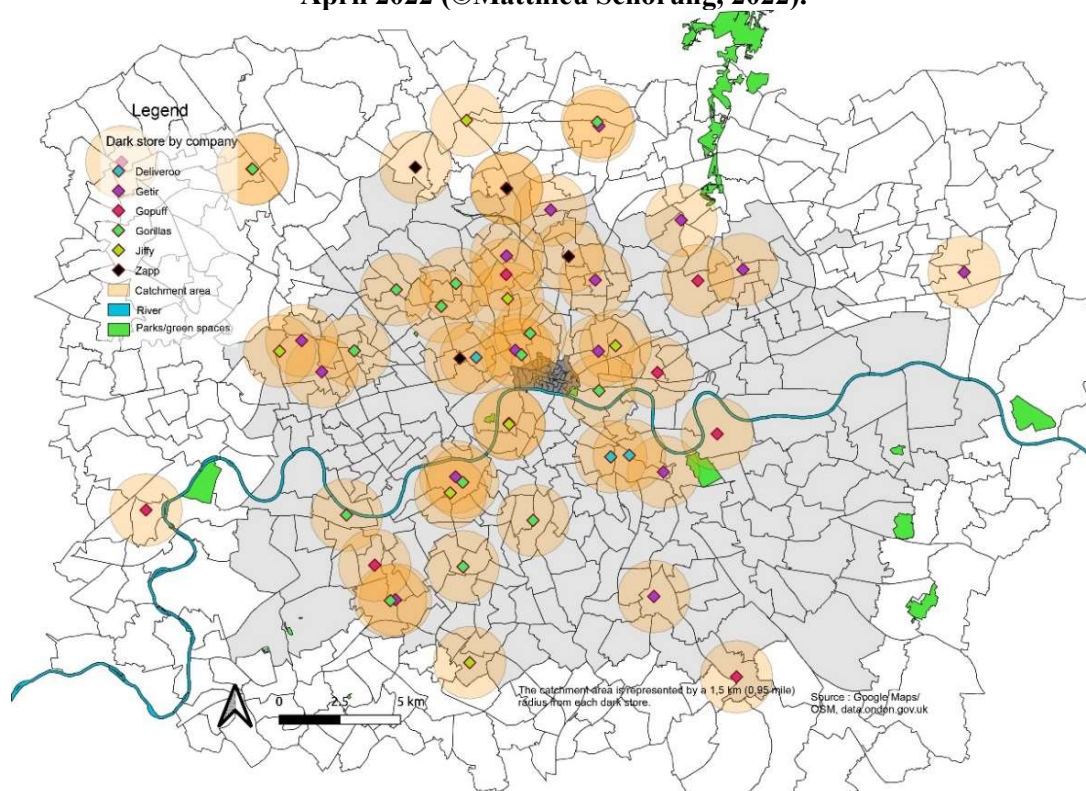 April 2022 (©Matthieu Schorung, 2022).
Legend
Dark store by company
Deliveroo
Getir
Gopuff
Gorillas
Jiffy
Zapp
Catchment area
River
Parks/green spaces
0 2.5 5 km
The catchment area is represented by a 1,5 km (0,95 mile)
radius from each dark store.
Source : Google Maps/
OSM, data.ondon.gov.uk